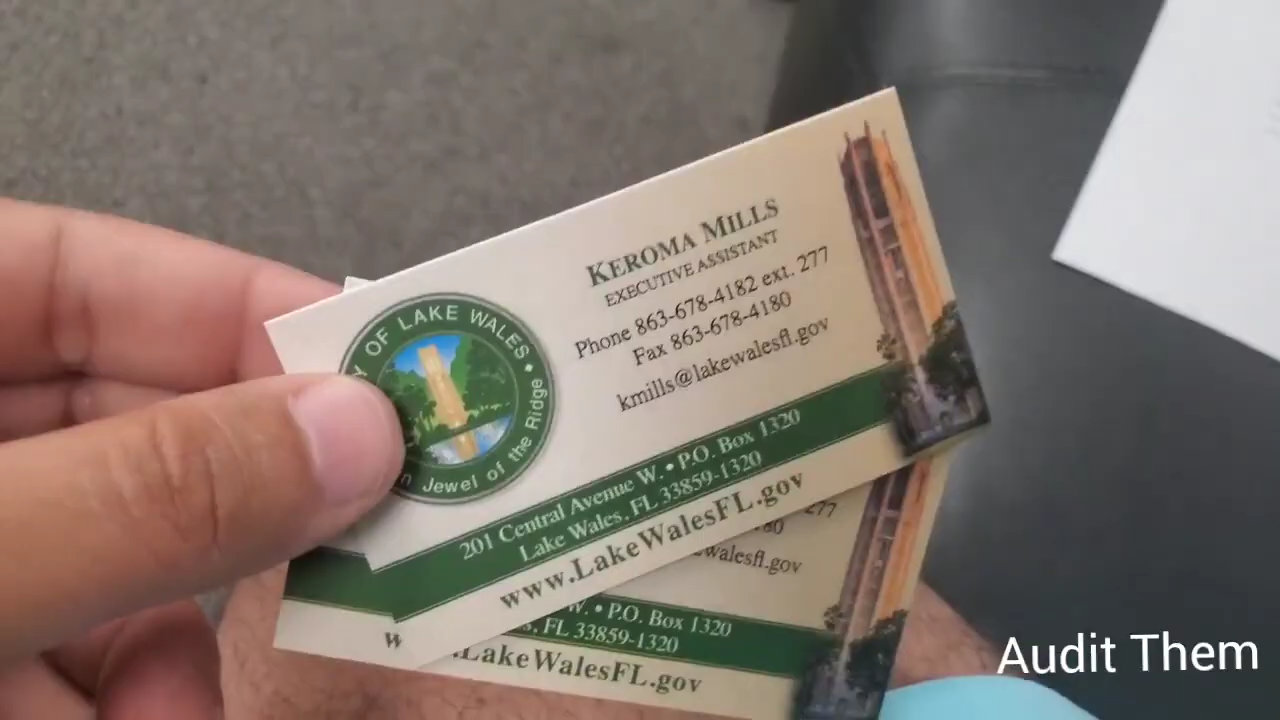 KEROMA MILLS
EXECUTIVE ASSISTANT
Phone 863-678-4182 ext. 277
Fax 863-678-4180
kmills@lakewalesfl.gov
OF LAKE WALES •
Jewel of the Ridge
201 Central Avenue W. • P.O. Box 1320
Lake Wales, FL 33859-1320
www.LakeWalesFL.gov
277
80
zwalesfl.gov
W. • P.O. Box 1320
s, FL 33859-1320
w .LakeWalesFL.gov
Audit Them